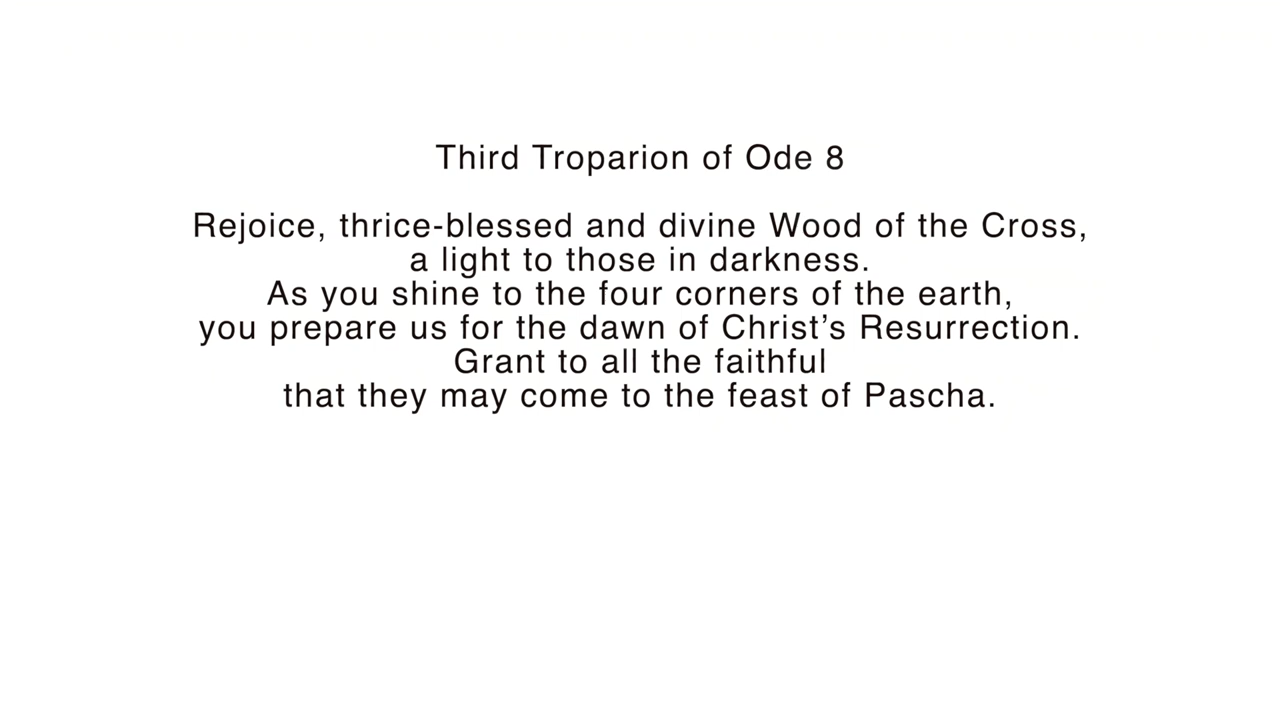 Third Troparion of Ode 8
Rejoice, thrice-blessed and divine Wood of the Cross,
a light to those in darkness.
As you shine to the four corners of the earth,
you prepare us for the dawn of Christ’s Resurrection.
Grant to all the faithful
that they may come to the feast of Pascha.